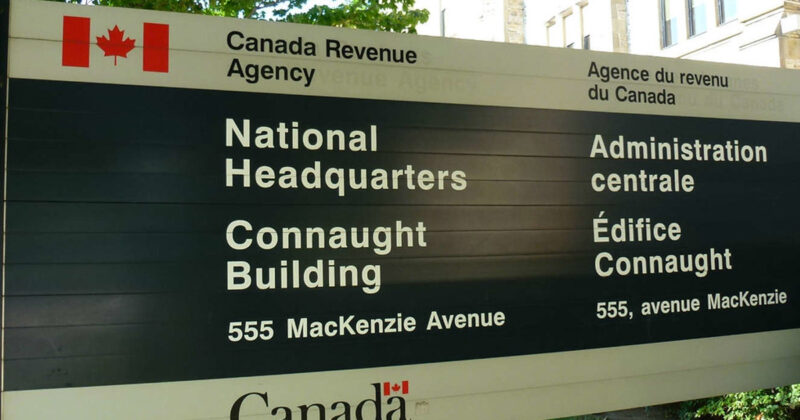 Canada Revenue
Agency
Agence du revenu
du Canada
National
Headquarters
Administration
centrale
Connaught
Building
Édifice
Connaught
555 MacKenzie Avenue
555, avenue MacKenzie
Canada